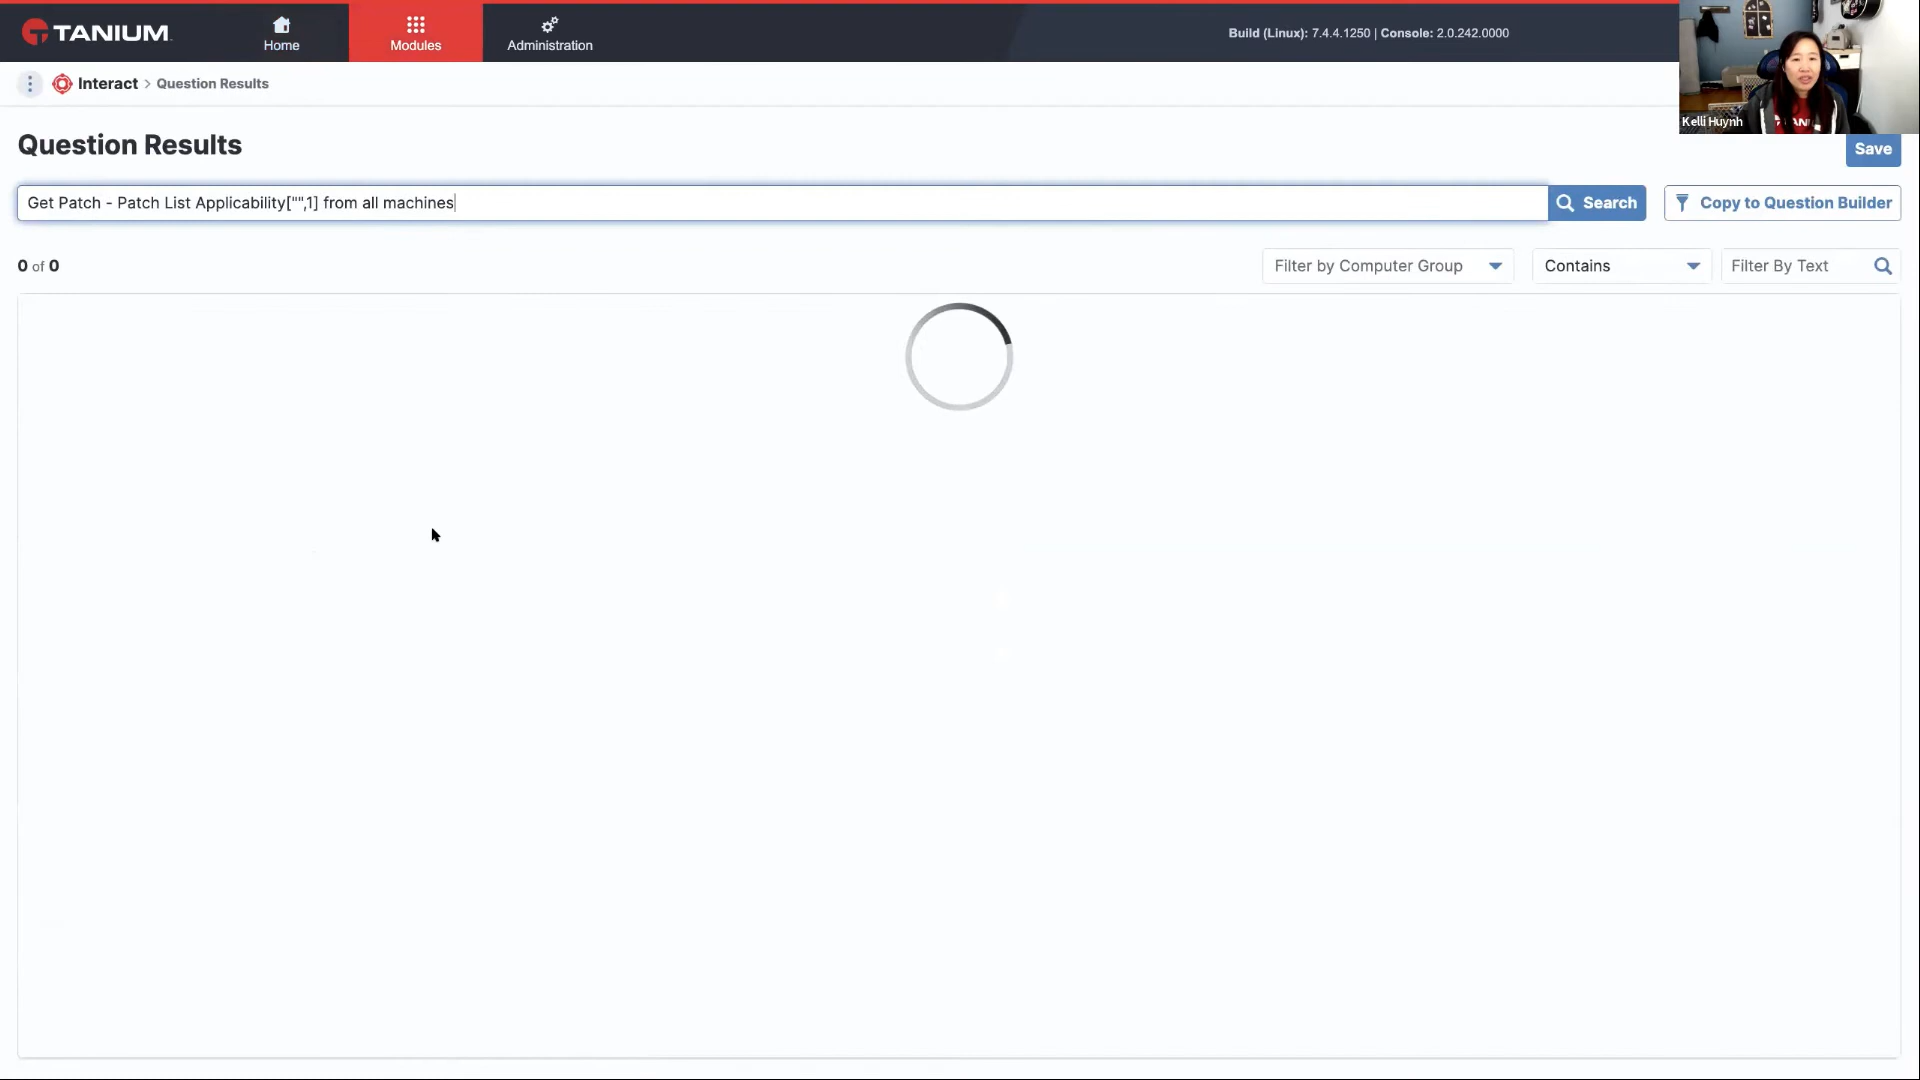 TANIUM
Home
Modules
Administration
Build (Linux): 7.4.4.1250 | Console: 2.0.242.0000
Kelli Huynh
Interact > Question Results
Question Results
Save
Get Patch - Patch List Applicability["",1] from all machines
Search
Copy to Question Builder
0 of 0
Filter by Computer Group
Contains
Filter By Text